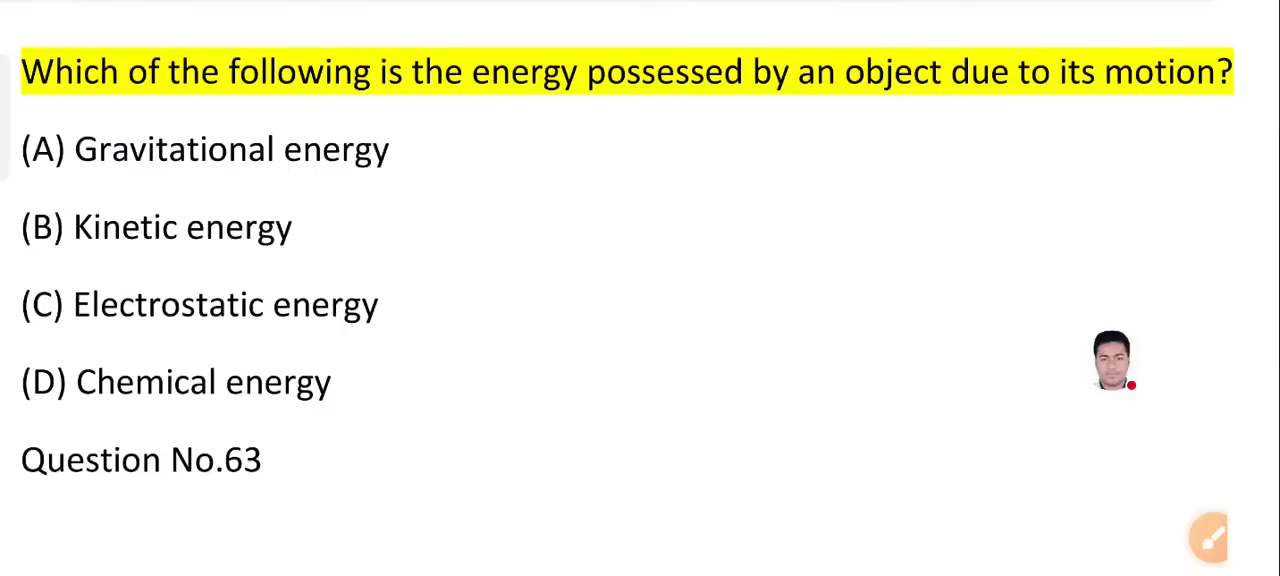 Which of the following is the energy possessed by an object due to its motion?
(A) Gravitational energy
(B) Kinetic energy
(C) Electrostatic energy
(D) Chemical energy
Question No.63